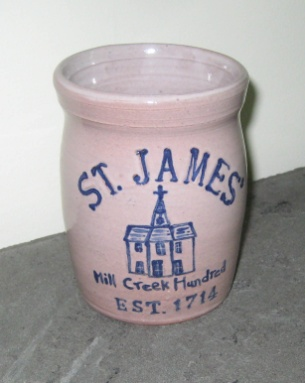 ST. JAMES'
Mill Creek Hundred
EST. 1714